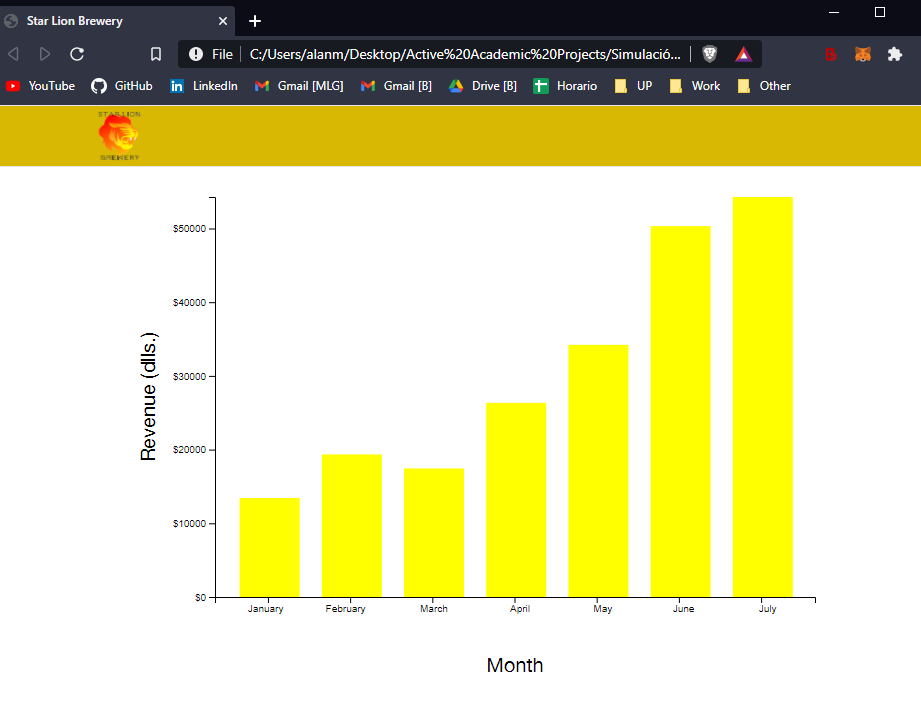 Star Lion Brewery
File C:/Users/alanm/Desktop/Active%20Academic%20Projects/Simulació...
YouTube GitHub LinkedIn Gmail [MLG] Gmail [B] Drive [B] Horario UP Work Other
STAR LION
BREWERY
$50000
$40000
$30000
$20000
$10000
$0
Revenue (dlls.)
January February March April May June July
Month